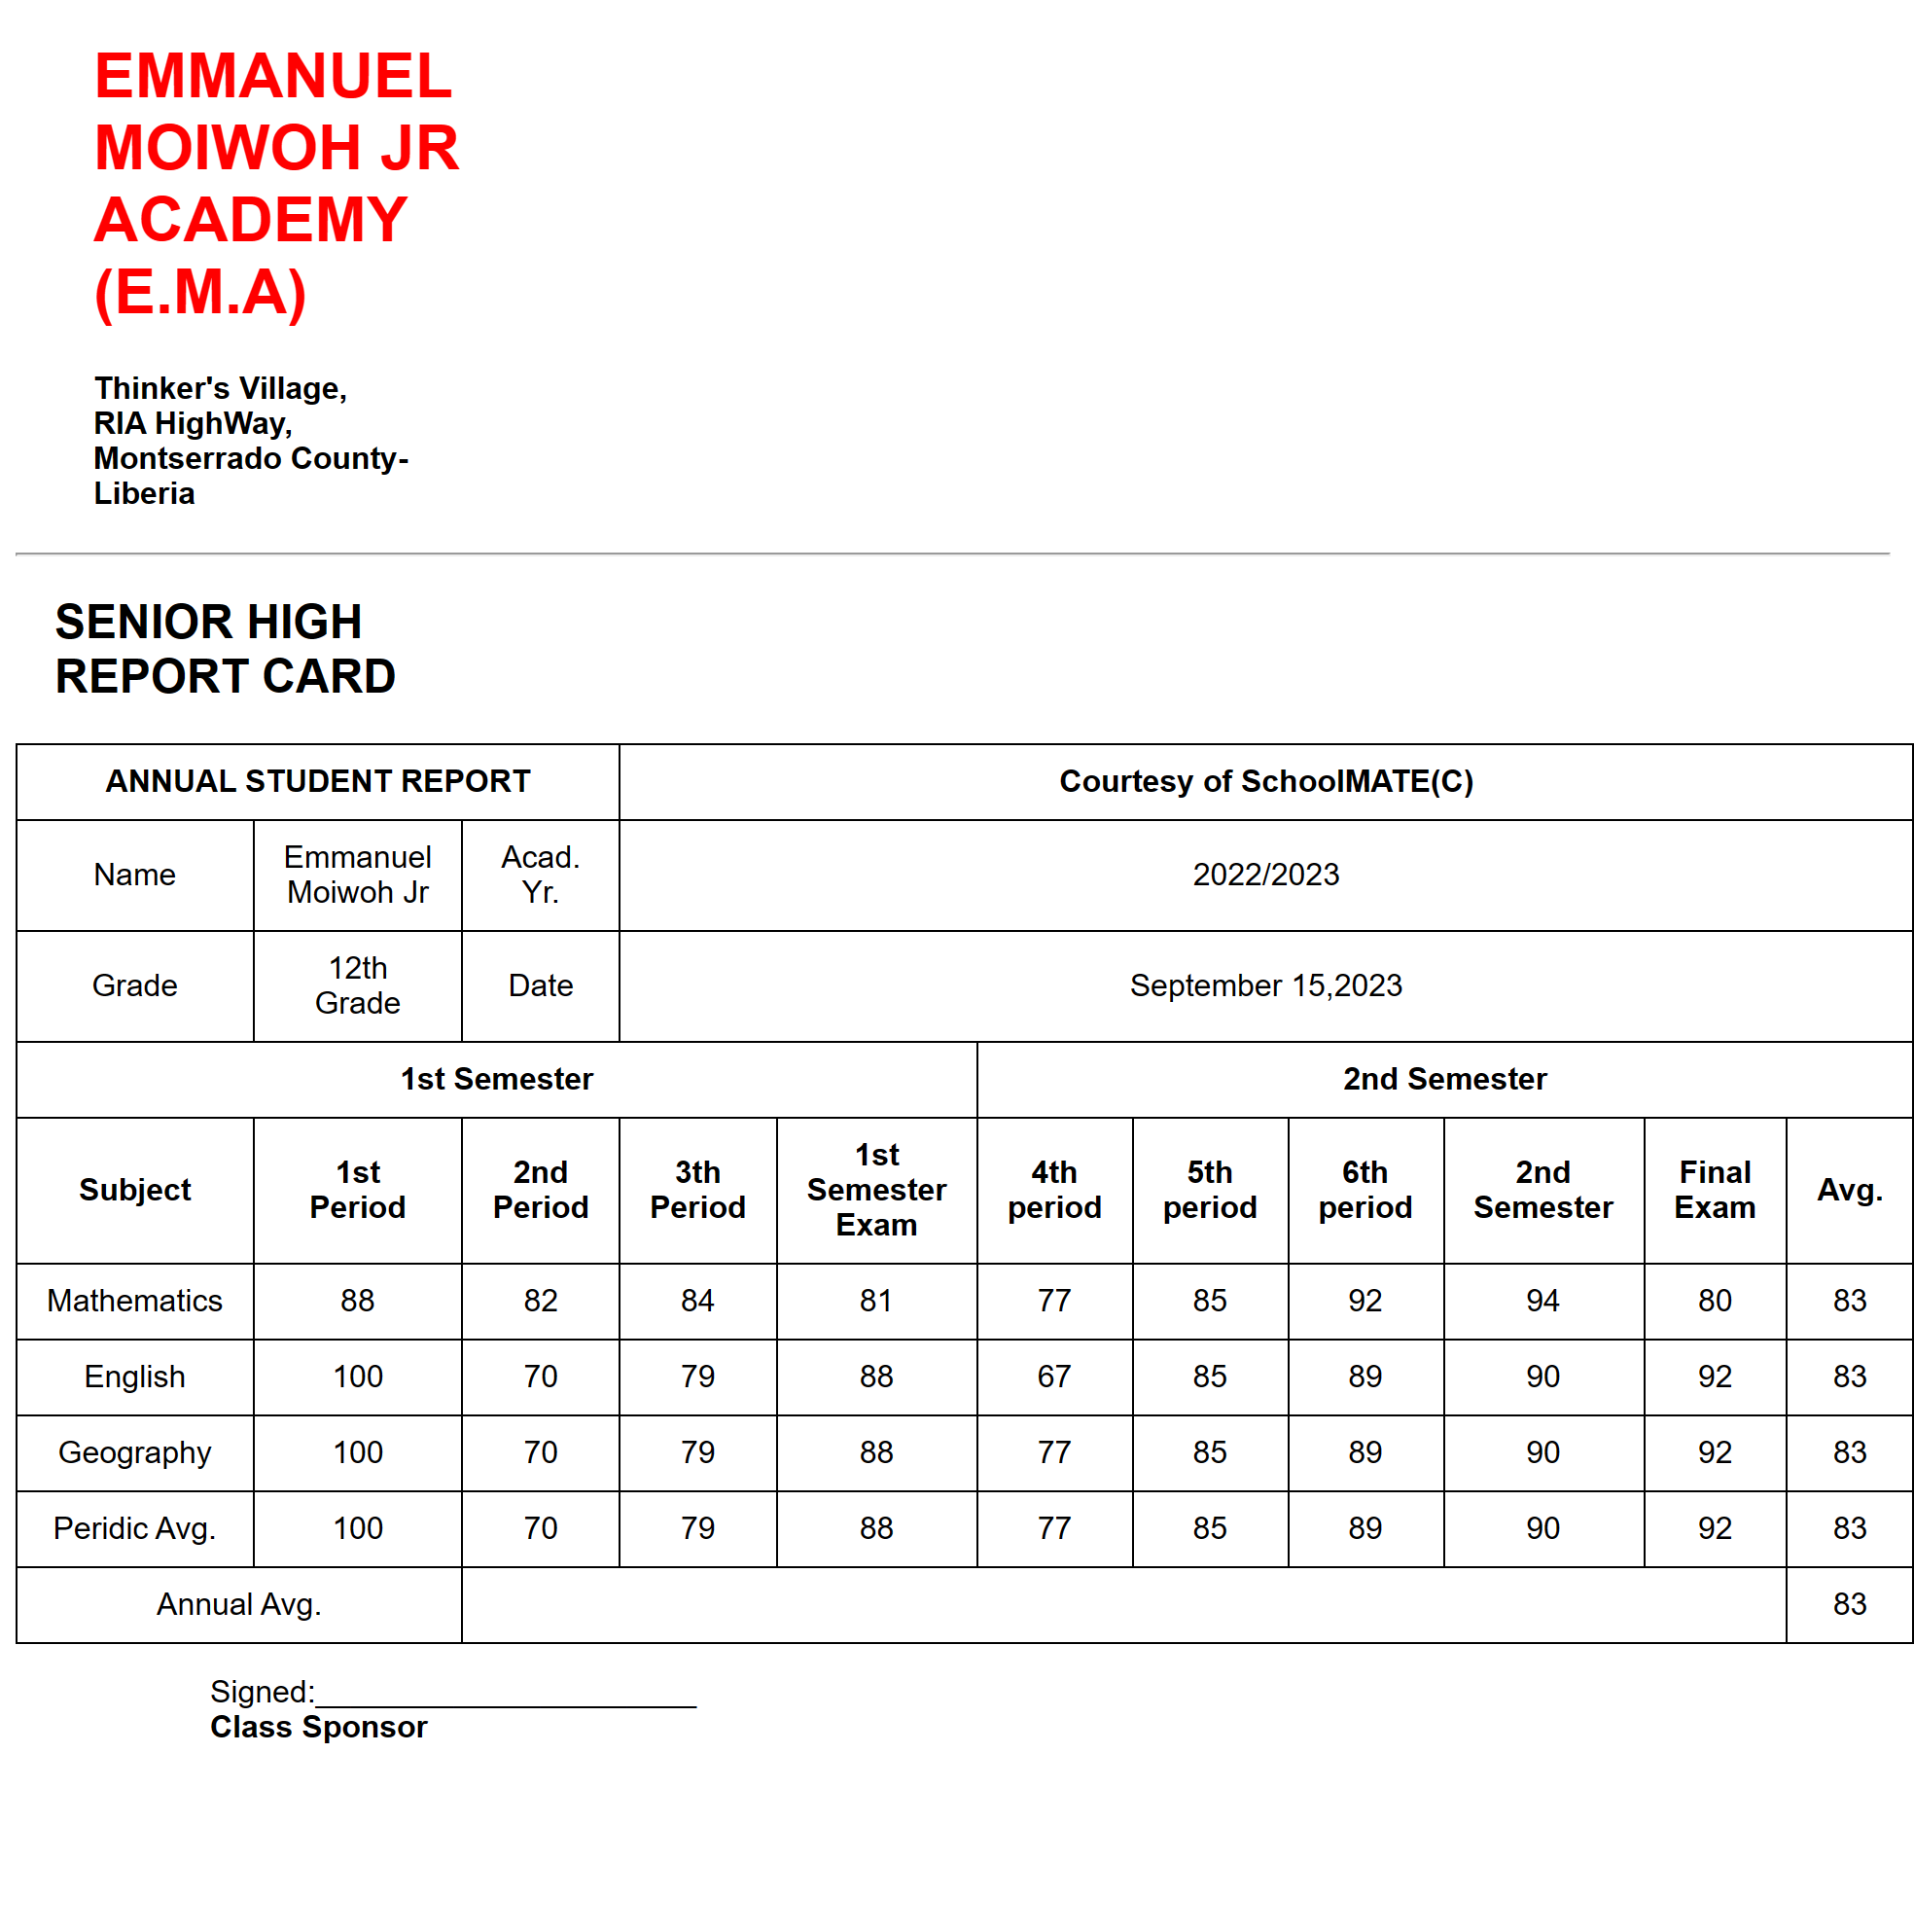 EMMANUEL
MOIWOH JR
ACADEMY
(E.M.A)
Thinker's Village,
RIA HighWay,
Montserrado County-
Liberia
SENIOR HIGH
REPORT CARD
ANNUAL STUDENT REPORT Courtesy of SchoolMATE(C)
Name Emmanuel Moiwoh Jr Acad. Yr. 2022/2023
Grade 12th Grade Date September 15,2023
1st Semester 2nd Semester
Subject 1st Period 2nd Period 3th Period 1st Semester Exam 4th period 5th period 6th period 2nd Semester Final Exam Avg.
Mathematics 88 82 84 81 77 85 92 94 80 83
English 100 70 79 88 67 85 89 90 92 83
Geography 100 70 79 88 77 85 89 90 92 83
Peridic Avg. 100 70 79 88 77 85 89 90 92 83
Annual Avg. 83
Signed:______________________
Class Sponsor